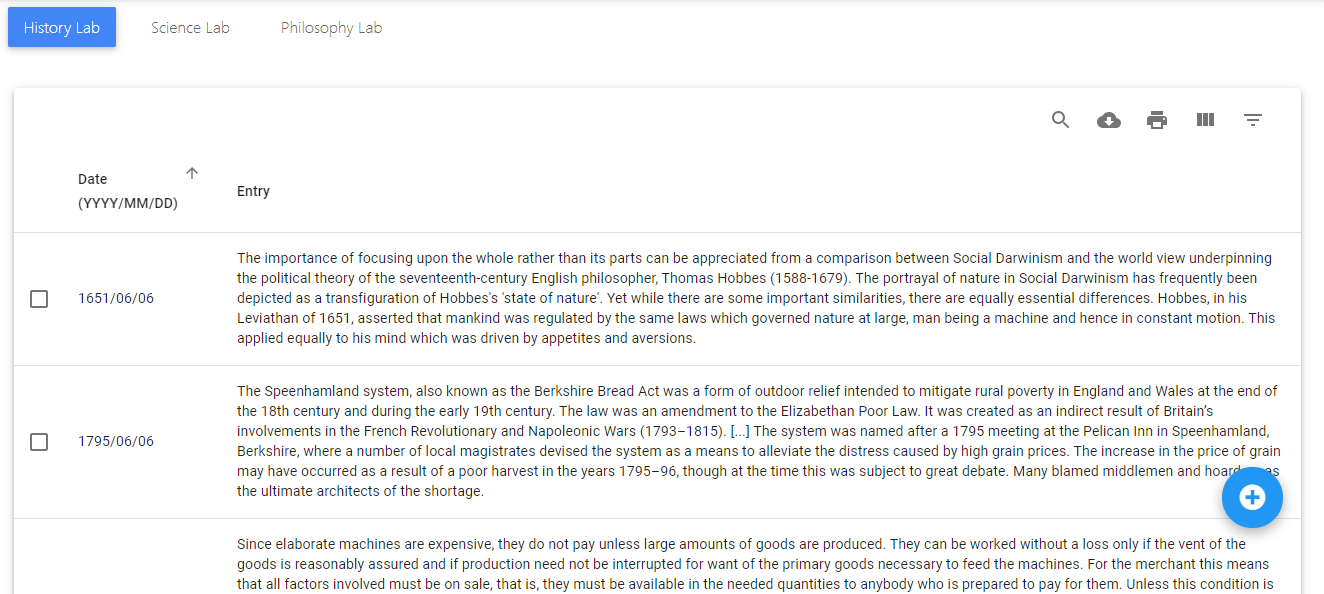 History Lab
Science Lab
Philosophy Lab
Date
(YYYY/MM/DD)
Entry
1651/06/06
The importance of focusing upon the whole rather than its parts can be appreciated from a comparison between Social Darwinism and the world view underpinning
the political theory of the seventeenth-century English philosopher, Thomas Hobbes (1588-1679). The portrayal of nature in Social Darwinism has frequently been
depicted as a transfiguration of Hobbes's 'state of nature'. Yet while there are some important similarities, there are equally essential differences. Hobbes, in his
Leviathan of 1651, asserted that mankind was regulated by the same laws which governed nature at large, man being a machine and hence in constant motion. This
applied equally to his mind which was driven by appetites and aversions.
1795/06/06
The Speenhamland system, also known as the Berkshire Bread Act was a form of outdoor relief intended to mitigate rural poverty in England and Wales at the end of
the 18th century and during the early 19th century. The law was an amendment to the Elizabethan Poor Law. It was created as an indirect result of Britain’s
involvements in the French Revolutionary and Napoleonic Wars (1793–1815). [...] The system was named after a 1795 meeting at the Pelican Inn in Speenhamland,
Berkshire, where a number of local magistrates devised the system as a means to alleviate the distress caused by high grain prices. The increase in the price of grain
may have occurred as a result of a poor harvest in the years 1795–96, though at the time this was subject to great debate. Many blamed middlemen and as
the ultimate architects of the shortage.
Since elaborate machines are expensive, they do not pay unless large amounts of goods are produced. They can be worked without a loss only if the vent of the
goods is reasonably assured and if production need not be interrupted for want of the primary goods necessary to feed the machines. For the merchant this means
that all factors involved must be on sale, that is, they must be available in the needed quantities to anybody who is prepared to pay for them. Unless this condition is